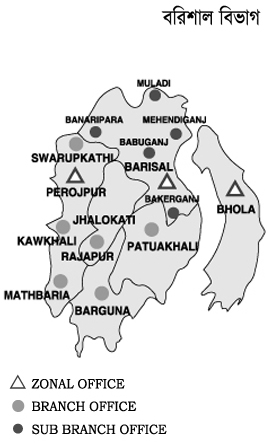 বরিশাল বিভাগ
MULADI
BANARIPARA
MEHENDIGANJ
BABUGANJ
SWARUPKATHI
BARISAL
PEROJPUR
BAKERGANJ
BHOLA
JHALOKATI
KAWKHALI
PATUAKHALI
RAJAPUR
MATHBARIA
BARGUNA
ZONAL OFFICE
BRANCH OFFICE
SUB BRANCH OFFICE